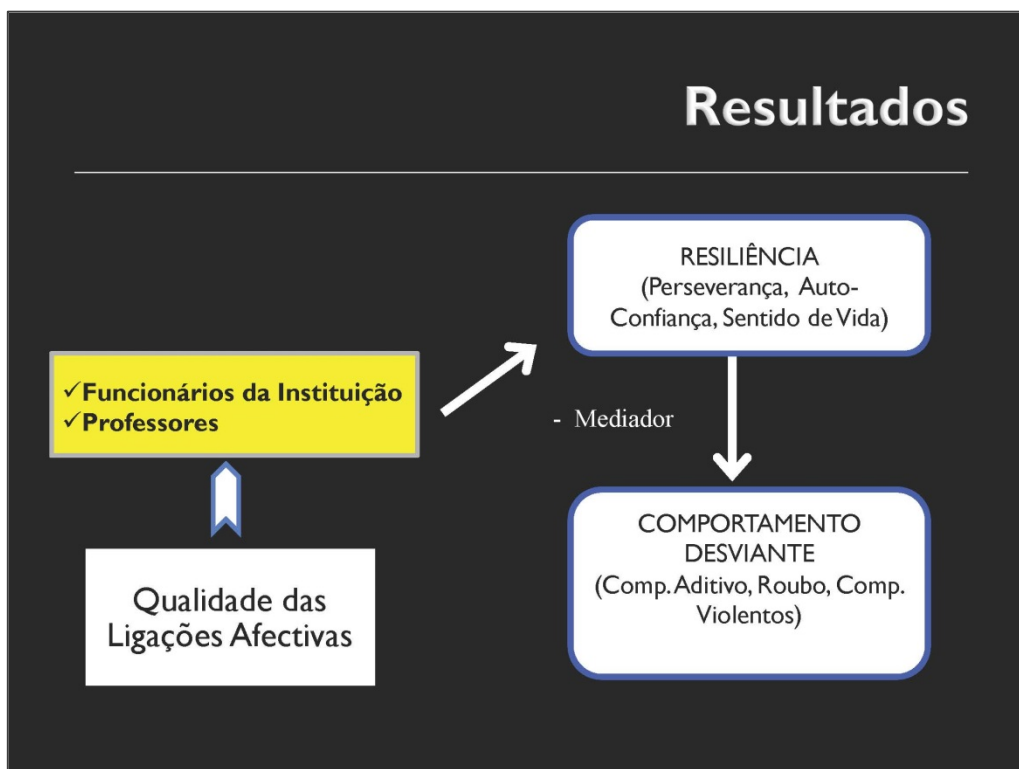 Resultados
RESILIÊNCIA
(Perseverança, Auto-
Confiança, Sentido de Vida)
✓Funcionários da Instituição
✓Professores
- Mediador
Qualidade das
Ligações Afectivas
COMPORTAMENTO
DESVIANTE
(Comp. Aditivo, Roubo, Comp.
Violentos)